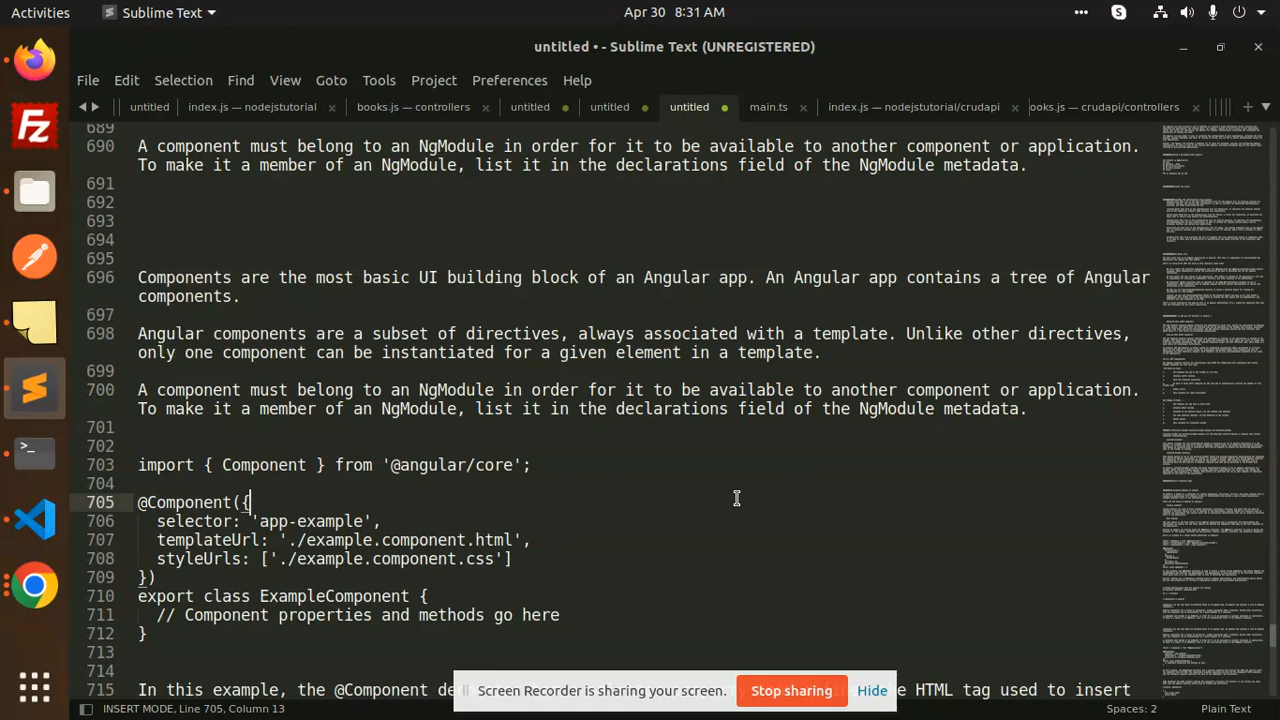 Activities Sublime Text Apr 30 8:31 AM
untitled • - Sublime Text (UNREGISTERED)
File Edit Selection Find View Goto Tools Project Preferences Help
untitled index.js — nodejstutorial books.js — controllers untitled untitled untitled main.ts index.js — nodejstutorial/crudapi ooks.js — crudapi/controllers
689
690 A component must belong to an NgModule in order for it to be available to another component or application.
To make it a member of an NgModule, list it in the declarations field of the NgModule metadata.
691
692
693
694
695
696 Components are the most basic UI building block of an Angular app. An Angular app contains a tree of Angular
components.
697
698 Angular components are a subset of directives, always associated with a template. Unlike other directives,
only one component can be instantiated for a given element in a template.
699
700 A component must belong to an NgModule in order for it to be available to another component or application.
To make it a member of an NgModule, list it in the declarations field of the NgModule metadata.
701
702
703 import { Component } from '@angular/core';
704
705 @Component({
706 selector: 'app-example',
707 templateUrl: './example.component.html',
708 styleUrls: ['./example.component.css']
709 })
710 export class ExampleComponent {
711 // Component properties and methods go here
712 }
713
714
715 In this example, the @Component de HTML tag used to insert
Screen Recorder is sharing your screen. Stop sharing Hide
INSERT MODE, Line 705, Column 13 Spaces: 2 Plain Text